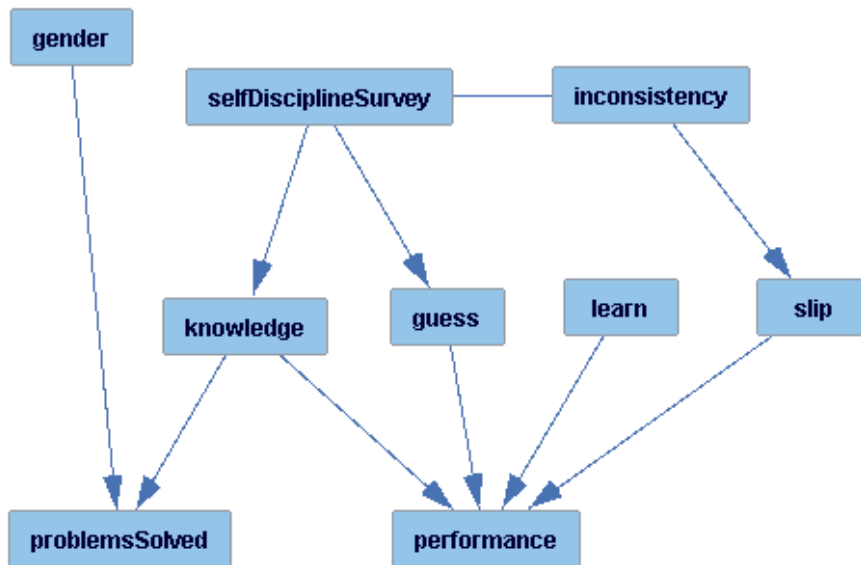 gender
selfDisciplineSurvey
inconsistency
knowledge
guess
learn
slip
problemsSolved
performance